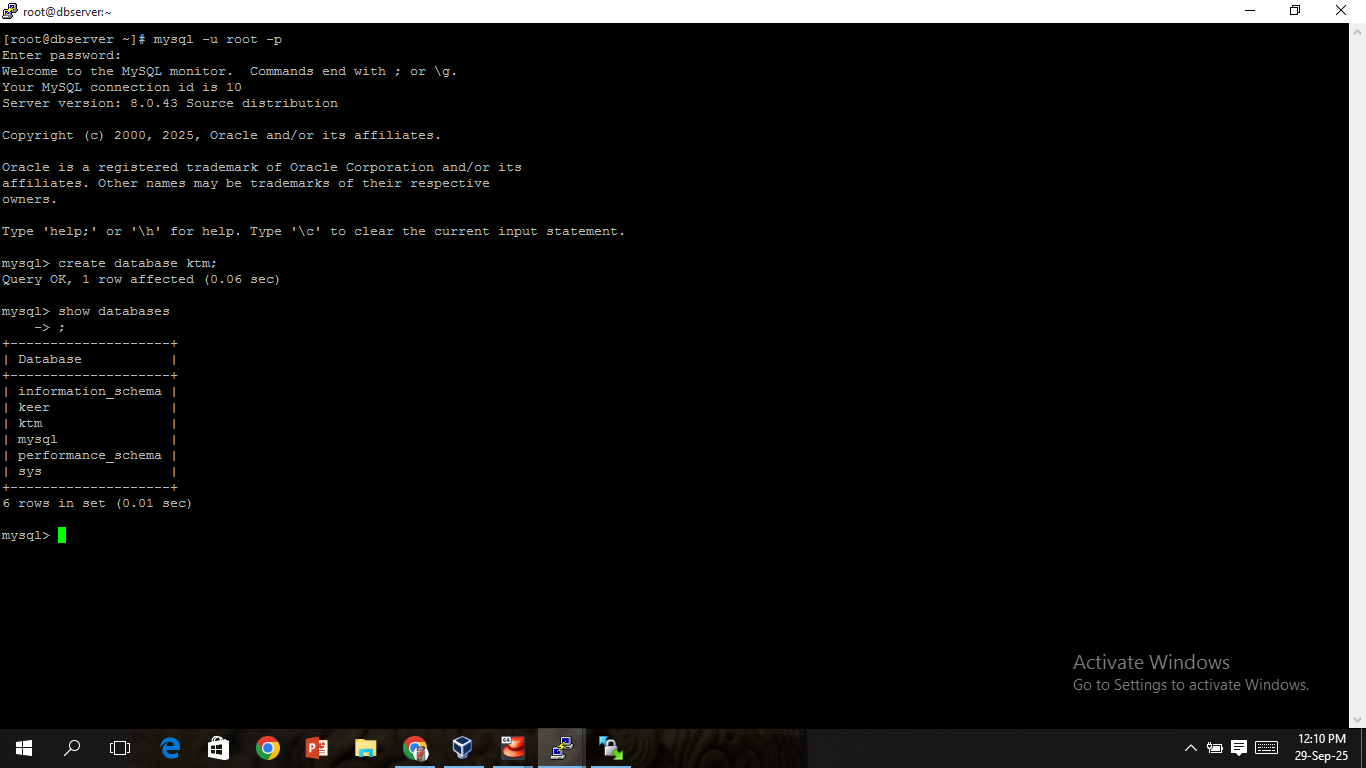 root@dbserver:~
[root@dbserver ~]# mysql -u root -p
Enter password:
Welcome to the MySQL monitor.  Commands end with ; or \g.
Your MySQL connection id is 10
Server version: 8.0.43 Source distribution
Copyright (c) 2000, 2025, Oracle and/or its affiliates.
Oracle is a registered trademark of Oracle Corporation and/or its
affiliates. Other names may be trademarks of their respective
owners.
Type 'help;' or '\h' for help. Type '\c' to clear the current input statement.
mysql> create database ktm;
Query OK, 1 row affected (0.06 sec)
mysql> show databases
    -> ;
+--------------------+
| Database           |
+--------------------+
| information_schema |
| keer               |
| ktm                |
| mysql              |
| performance_schema |
| sys                |
+--------------------+
6 rows in set (0.01 sec)
mysql>
Activate Windows
Go to Settings to activate Windows.
12:10 PM
29-Sep-25